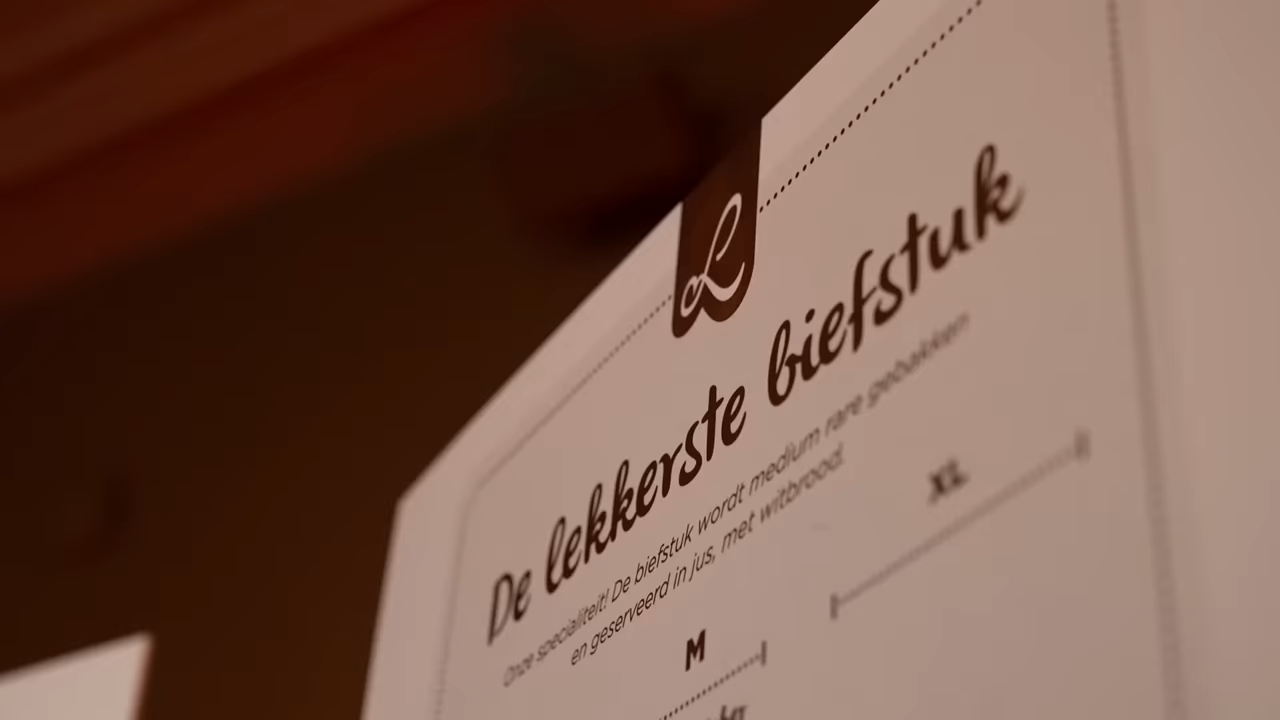 L
De lekkerste biefstuk
Onze specialiteit! De biefstuk wordt medium rare gebakken
en geserveerd in jus, met witbrood.
XL
M